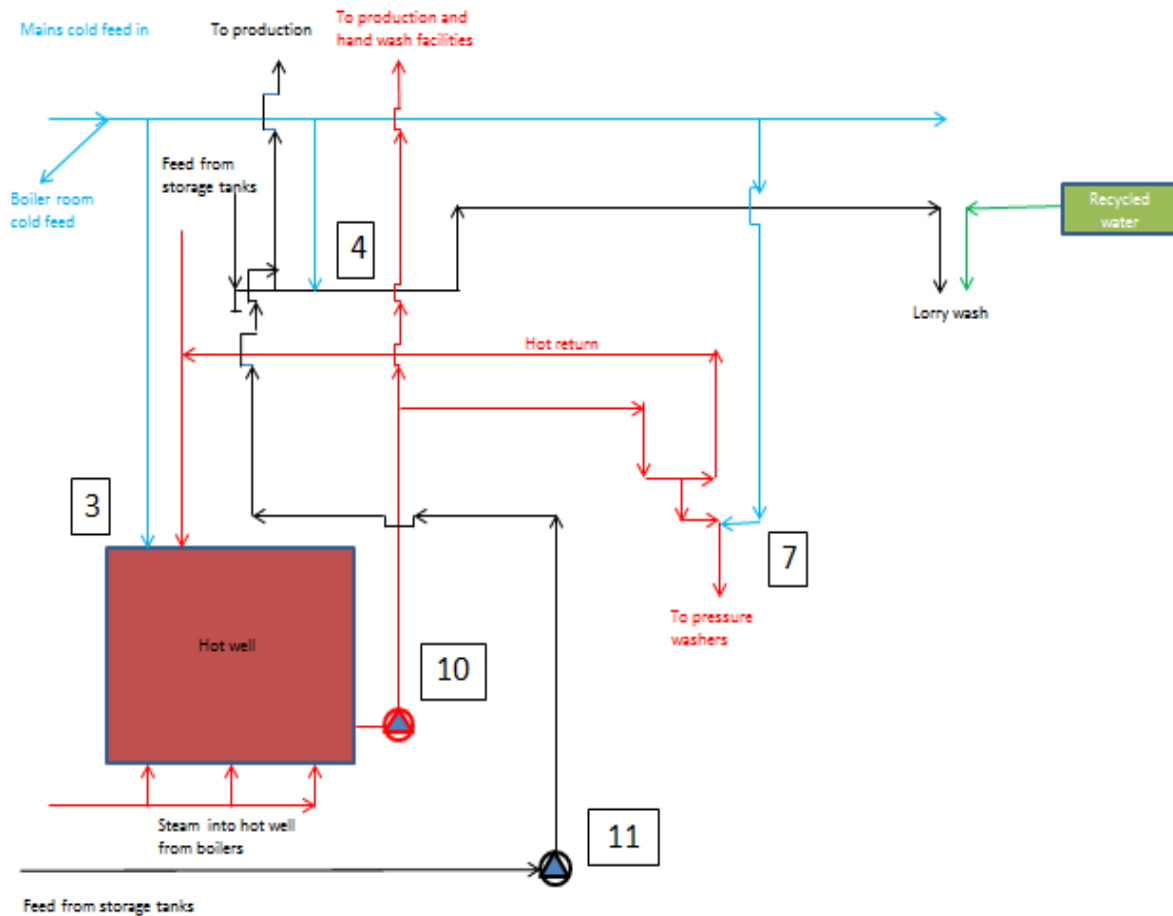 Mains cold feed in
To production
To production and
hand wash facilities
Feed from
storage tanks
Boiler room
cold feed
Recycled
water
4
Lorry wash
Hot return
3
7
Hot well
To pressure
washers
10
Steam into hot well
from boilers
11
Feed from storage tanks